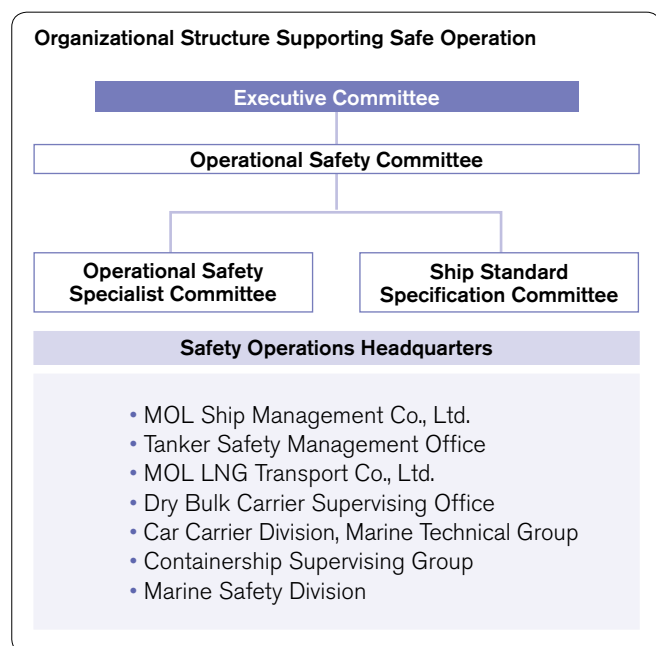 Organizational Structure Supporting Safe Operation
Executive Committee
Operational Safety Committee
Operational Safety
Specialist Committee
Ship Standard
Specification Committee
Safety Operations Headquarters
• MOL Ship Management Co., Ltd.
• Tanker Safety Management Office
• MOL LNG Transport Co., Ltd.
• Dry Bulk Carrier Supervising Office
• Car Carrier Division, Marine Technical Group
• Containership Supervising Group
• Marine Safety Division